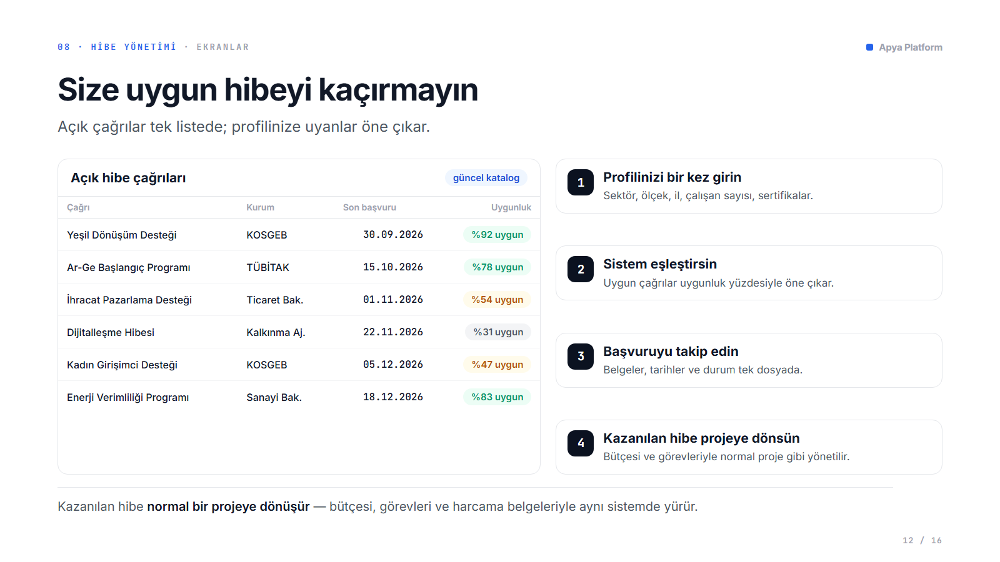 08 · HİBE YÖNETİMİ · EKRANLAR
Apya Platform
Size uygun hibeyi kaçırmayın
Açık çağrılar tek listede; profilinize uyanlar öne çıkar.
Açık hibe çağrıları
güncel katalog
Çağrı Kurum Son başvuru Uygunluk
Yeşil Dönüşüm Desteği KOSGEB 30.09.2026 %92 uygun
Ar-Ge Başlangıç Programı TÜBİTAK 15.10.2026 %78 uygun
İhracat Pazarlama Desteği Ticaret Bak. 01.11.2026 %54 uygun
Dijitalleşme Hibesi Kalkınma Aj. 22.11.2026 %31 uygun
Kadın Girişimci Desteği KOSGEB 05.12.2026 %47 uygun
Enerji Verimliliği Programı Sanayi Bak. 18.12.2026 %83 uygun
1 Profilinizi bir kez girin
Sektör, ölçek, il, çalışan sayısı, sertifikalar.
2 Sistem eşleştirsin
Uygun çağrılar uygunluk yüzdesiyle öne çıkar.
3 Başvuruyu takip edin
Belgeler, tarihler ve durum tek dosyada.
4 Kazanılan hibe projeye dönsün
Bütçesi ve görevleriyle normal proje gibi yönetilir.
Kazanılan hibe normal bir projeye dönüşür — bütçesi, görevleri ve harcama belgeleriyle aynı sistemde yürür.
12 / 16